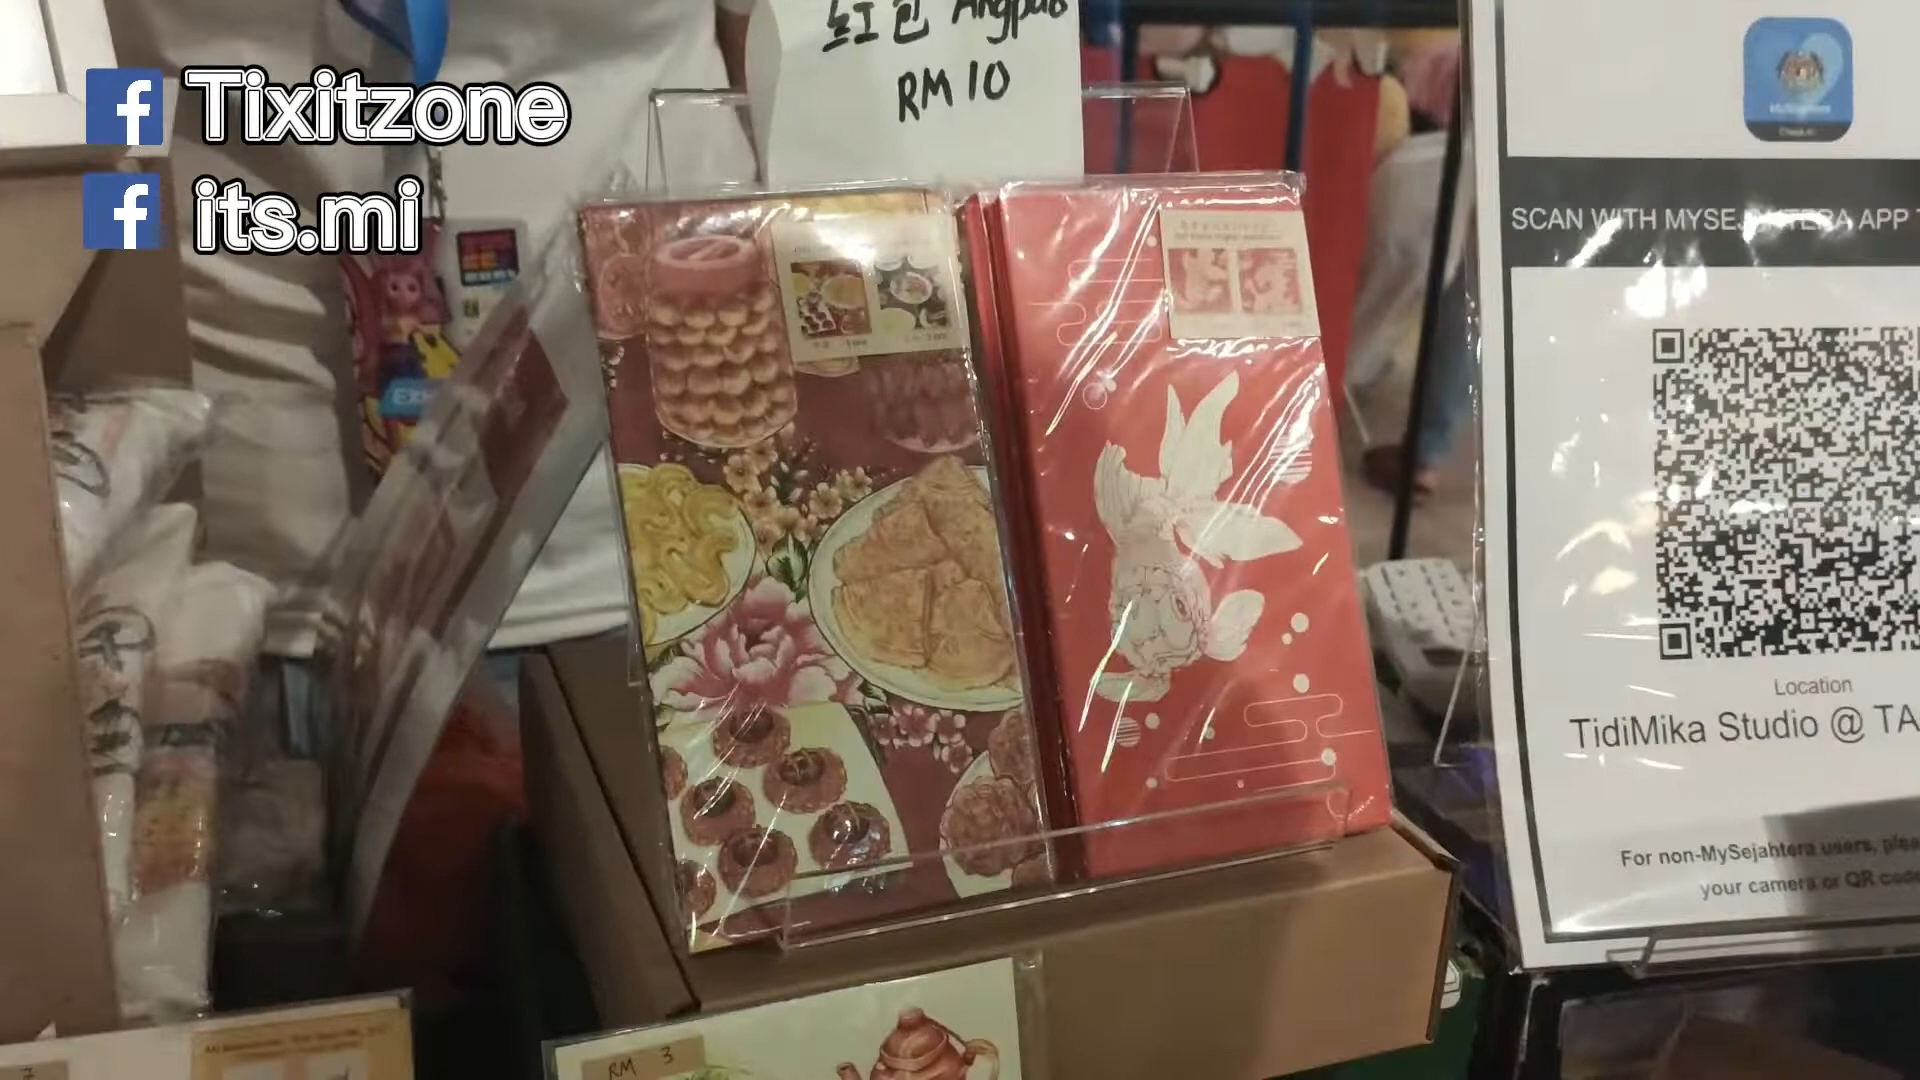 Tixitzone
its.mi
红包 Angpao
RM 10
SCAN WITH MYSEJAHTERA APP T
Location
TidiMika Studio @ TA
For non-MySejahtera users, plea
your camera or QR code
RM 3
7